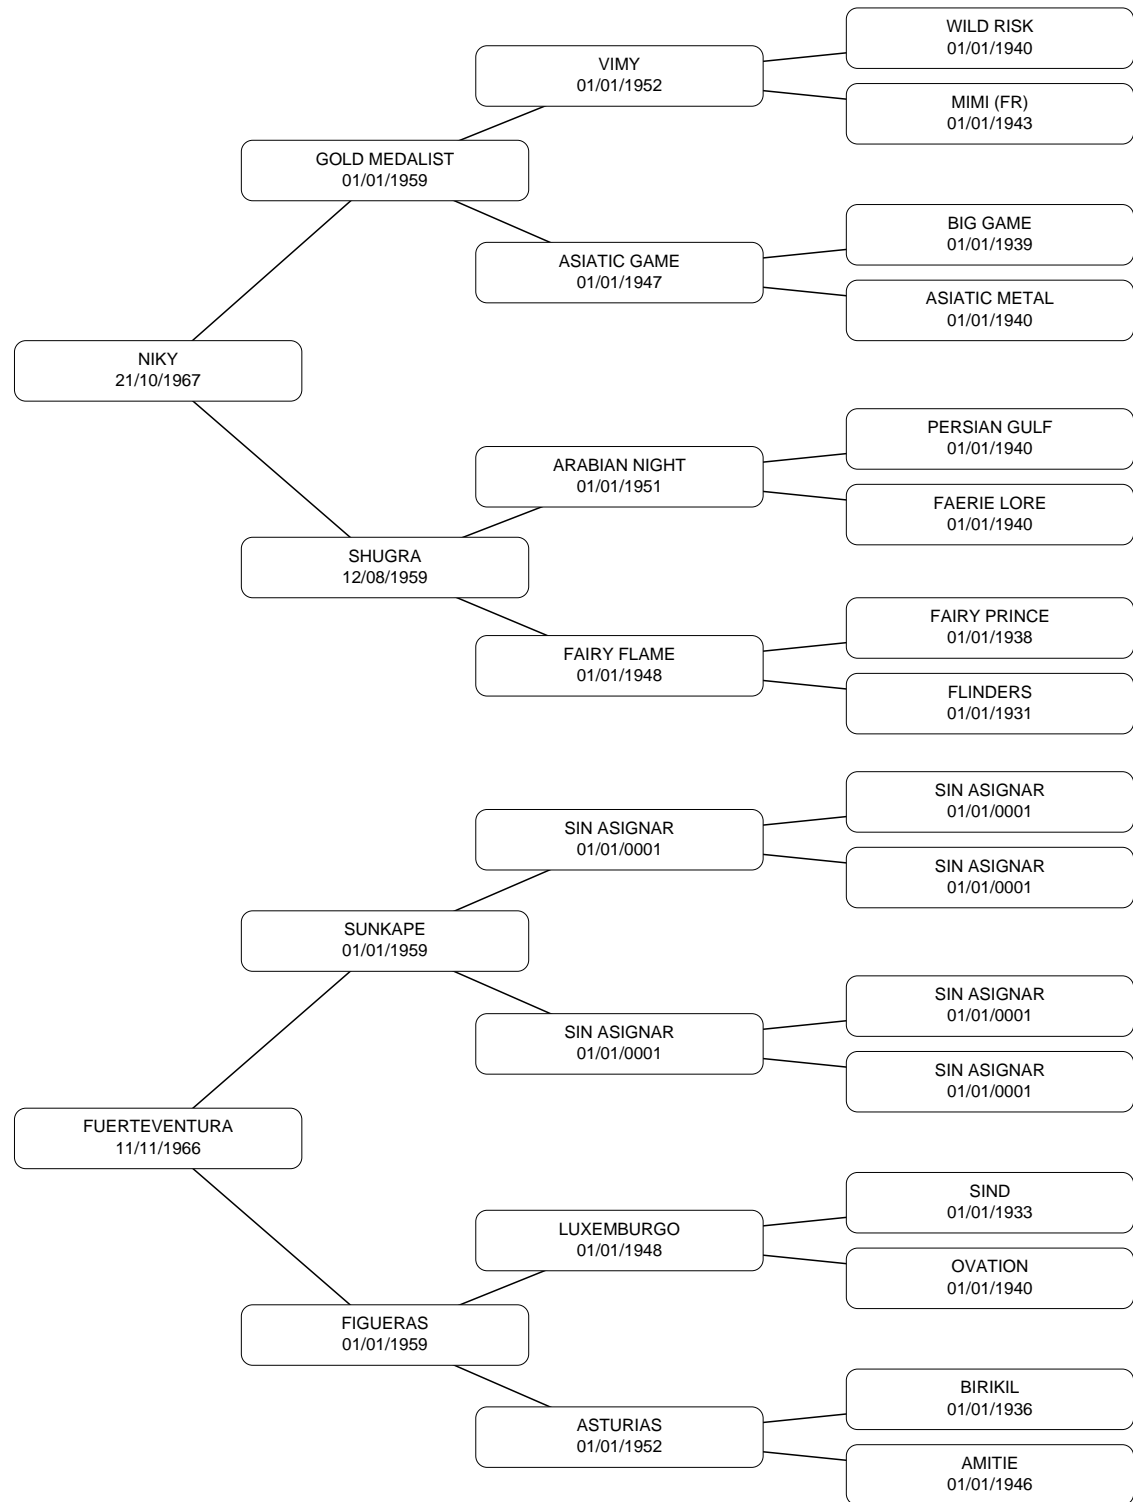 WILD RISK
01/01/1940
VIMY
01/01/1952
MIMI (FR)
01/01/1943
GOLD MEDALIST
01/01/1959
BIG GAME
01/01/1939
ASIATIC GAME
01/01/1947
ASIATIC METAL
01/01/1940
NIKY
21/10/1967
PERSIAN GULF
01/01/1940
ARABIAN NIGHT
01/01/1951
FAERIE LORE
01/01/1940
SHUGRA
12/08/1959
FAIRY PRINCE
01/01/1938
FAIRY FLAME
01/01/1948
FLINDERS
01/01/1931
SIN ASIGNAR
01/01/0001
SIN ASIGNAR
01/01/0001
SIN ASIGNAR
01/01/0001
SUNKAPE
01/01/1959
SIN ASIGNAR
01/01/0001
SIN ASIGNAR
01/01/0001
SIN ASIGNAR
01/01/0001
FUERTEVENTURA
11/11/1966
SIND
01/01/1933
LUXEMBURGO
01/01/1948
OVATION
01/01/1940
FIGUERAS
01/01/1959
BIRIKIL
01/01/1936
ASTURIAS
01/01/1952
AMITIE
01/01/1946